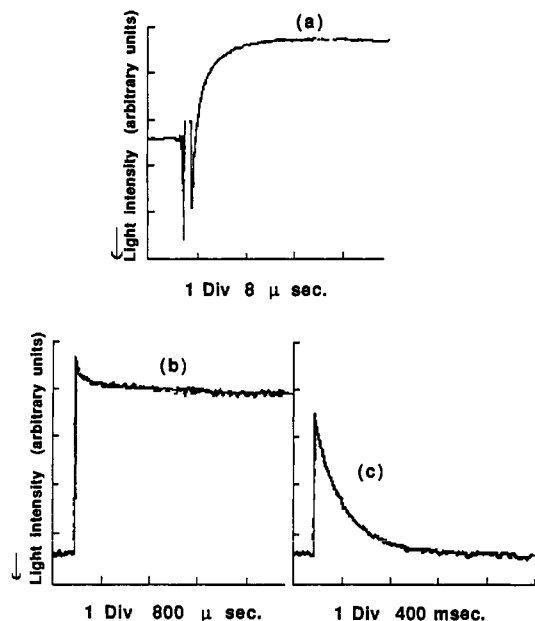 (a)
Light Intensity (arbitrary units)
1 Div 8 μ sec.
(b)
Light Intensity (arbitrary units)
1 Div 800 μ sec.
(c)
1 Div 400 msec.